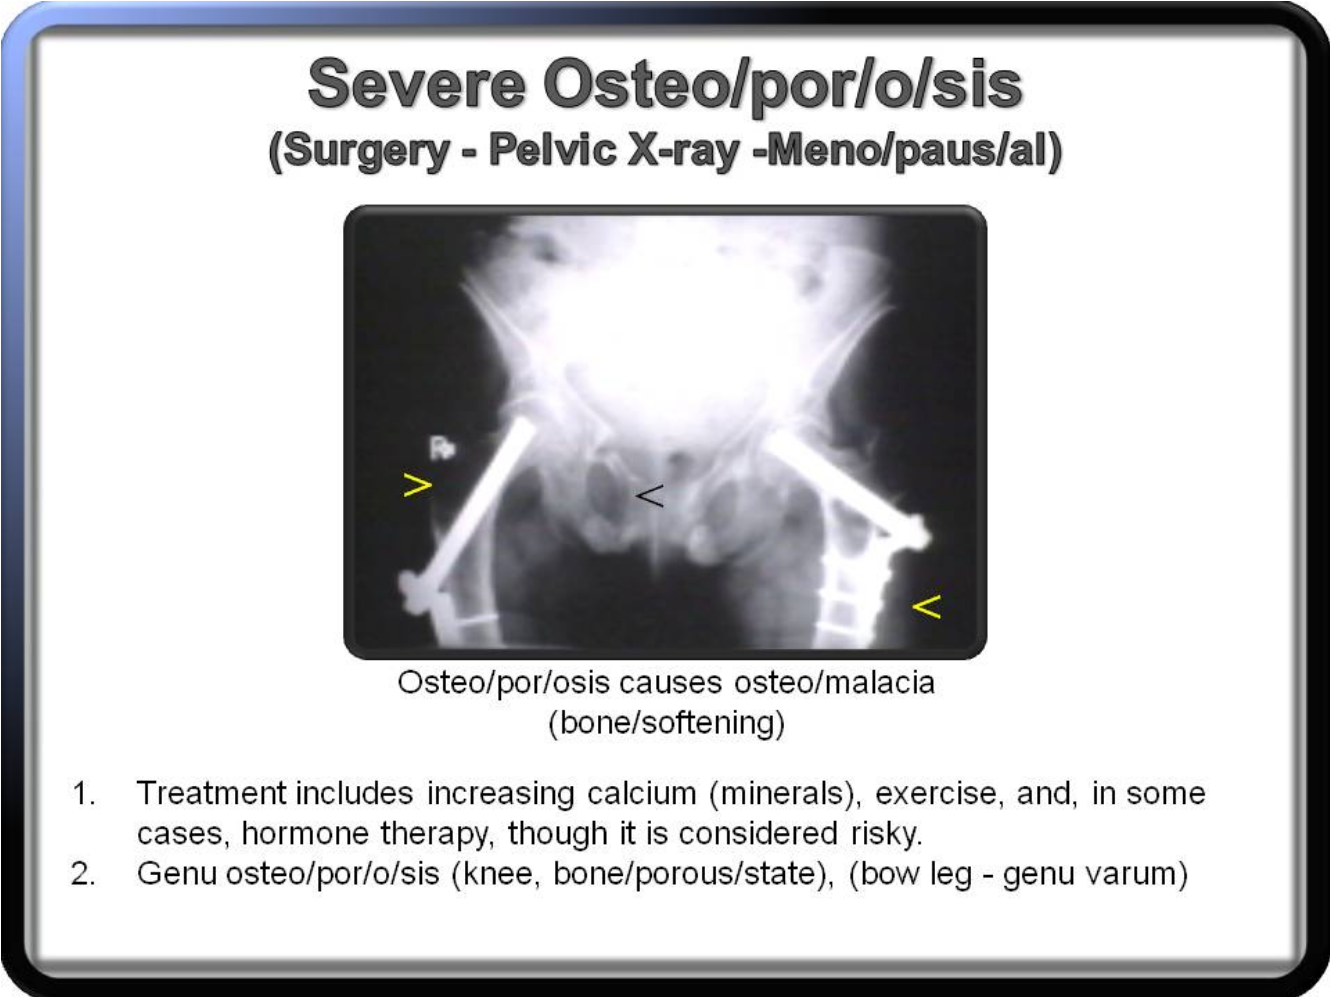 Severe Osteo/por/o/sis
(Surgery - Pelvic X-ray -Meno/paus/al)
R
>
<
<
Osteo/por/osis causes osteo/malacia
(bone/softening)
1. Treatment includes increasing calcium (minerals), exercise, and, in some
cases, hormone therapy, though it is considered risky.
2. Genu osteo/por/o/sis (knee, bone/porous/state), (bow leg - genu varum)